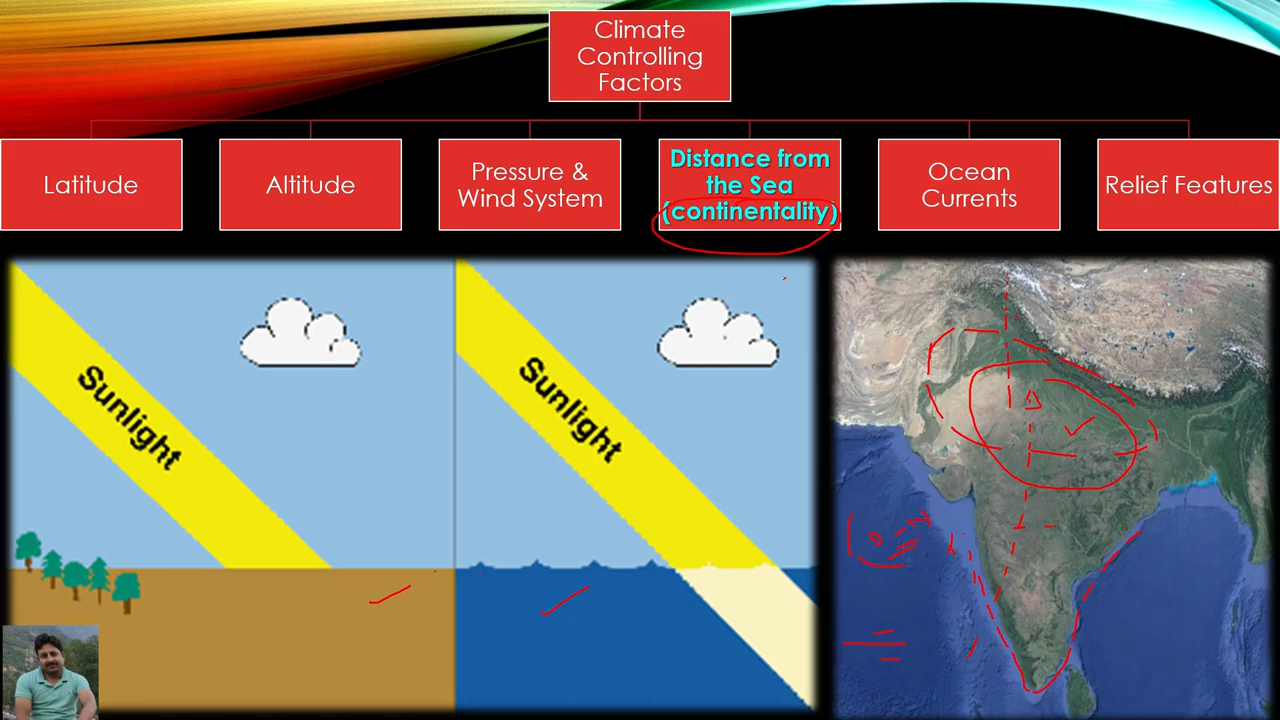 Climate
Controlling
Factors
Latitude
Altitude
Pressure &
Wind System
Distance from
the Sea
(continentality)
Ocean
Currents
Relief Features
Sunlight
Sunlight